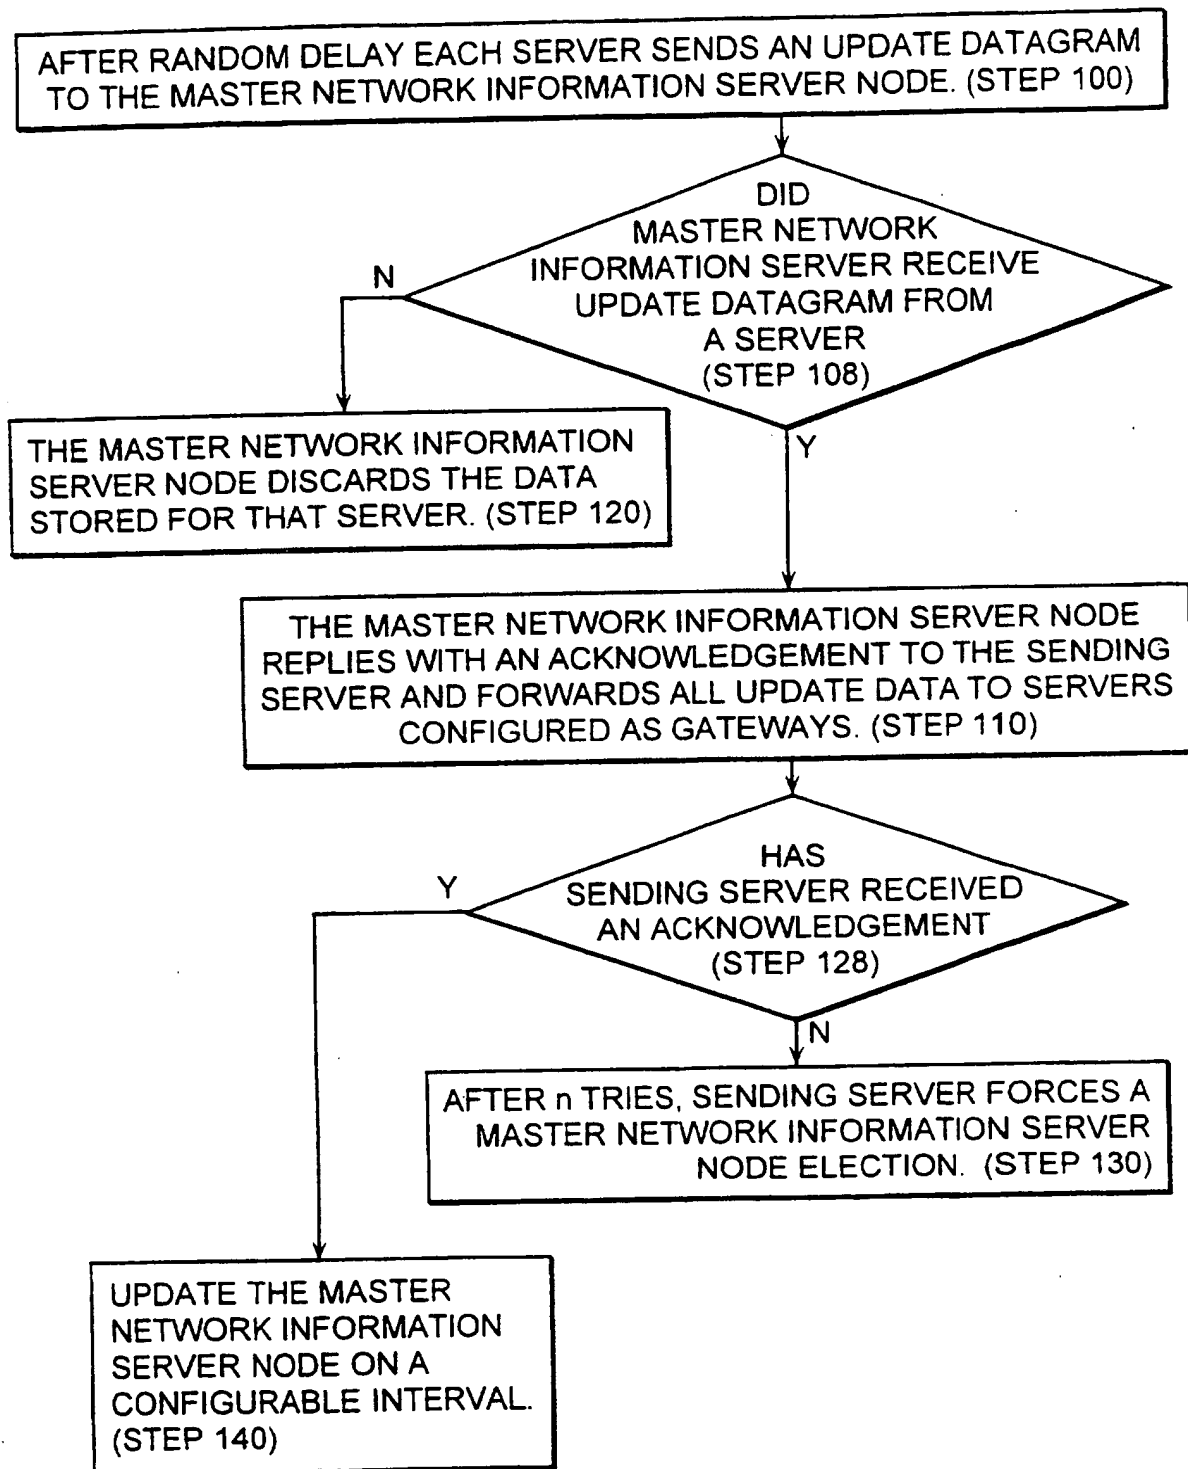 AFTER RANDOM DELAY EACH SERVER SENDS AN UPDATE DATAGRAM
TO THE MASTER NETWORK INFORMATION SERVER NODE. (STEP 100)
DID
MASTER NETWORK
INFORMATION SERVER RECEIVE
UPDATE DATAGRAM FROM
A SERVER
(STEP 108)
N
Y
THE MASTER NETWORK INFORMATION
SERVER NODE DISCARDS THE DATA
STORED FOR THAT SERVER. (STEP 120)
THE MASTER NETWORK INFORMATION SERVER NODE
REPLIES WITH AN ACKNOWLEDGEMENT TO THE SENDING
SERVER AND FORWARDS ALL UPDATE DATA TO SERVERS
CONFIGURED AS GATEWAYS. (STEP 110)
HAS
SENDING SERVER RECEIVED
AN ACKNOWLEDGEMENT
(STEP 128)
Y
N
AFTER n TRIES, SENDING SERVER FORCES A
MASTER NETWORK INFORMATION SERVER
NODE ELECTION. (STEP 130)
UPDATE THE MASTER
NETWORK INFORMATION
SERVER NODE ON A
CONFIGURABLE INTERVAL.
(STEP 140)